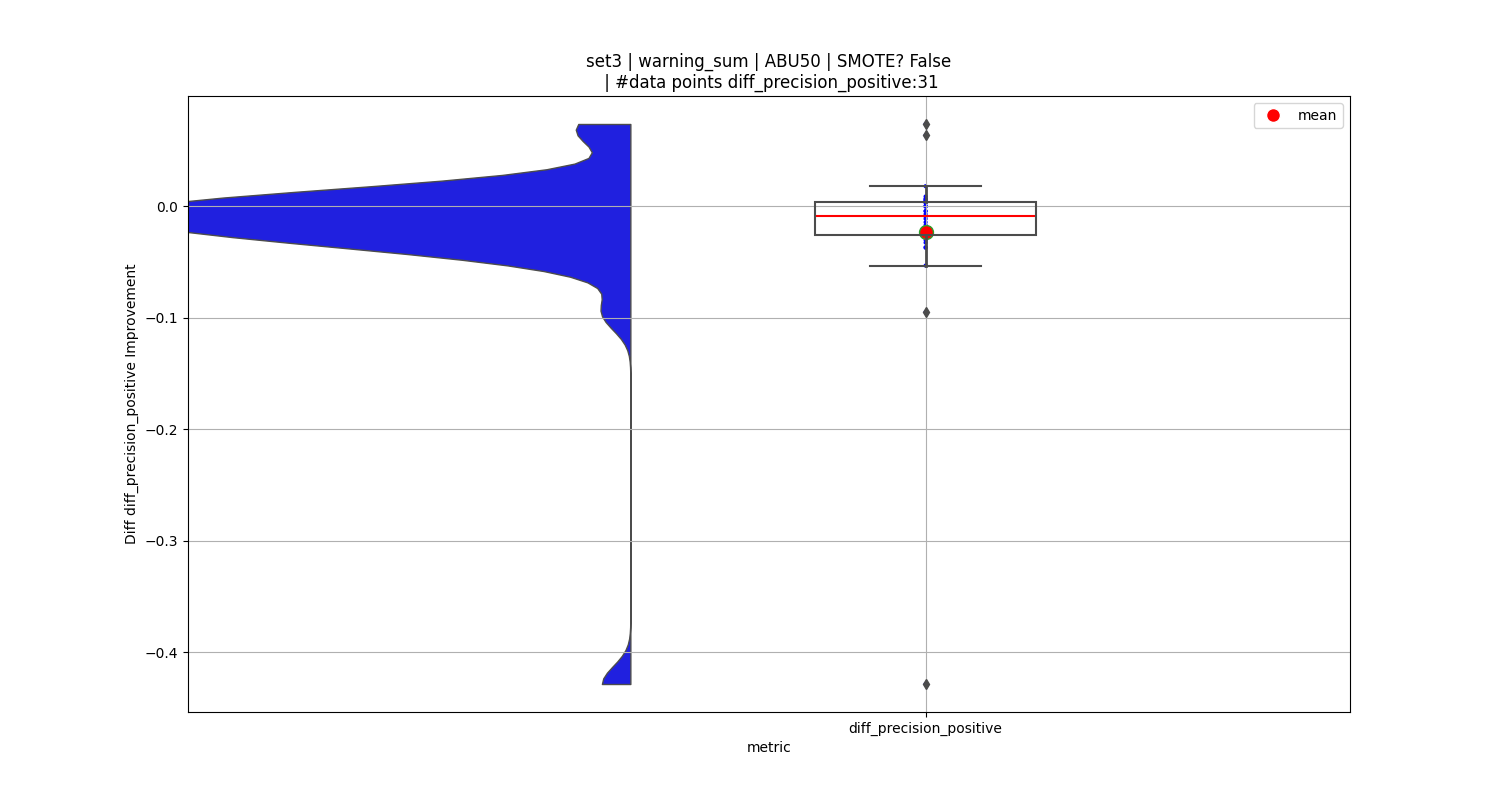 set3 | warning_sum | ABU50 | SMOTE? False
| #data points diff_precision_positive:31
mean
0.0
−0.1
−0.2
−0.3
−0.4
Diff diff_precision_positive Improvement
diff_precision_positive
metric